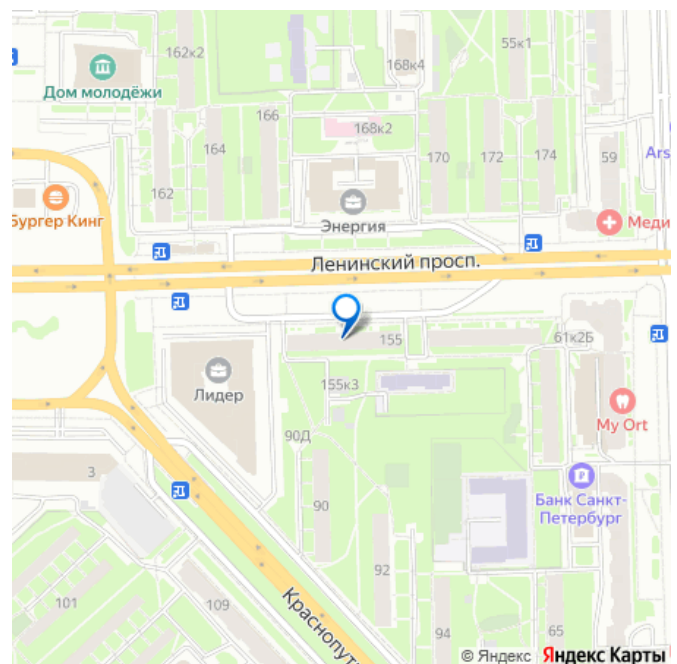 162к2
55к1
Дом молодёжи
168к4
166
168к2
164
170
172
174
59
Ars
162
Энергия
Бургер Кинг
Меди
Ленинский просп.
155
61к2Б
155к3
Лидер
My Ort
90Д
3
90
Банк Санкт-
Петербург
92
101
109
Краснопут
94
65
© Яндекс Яндекс Карты